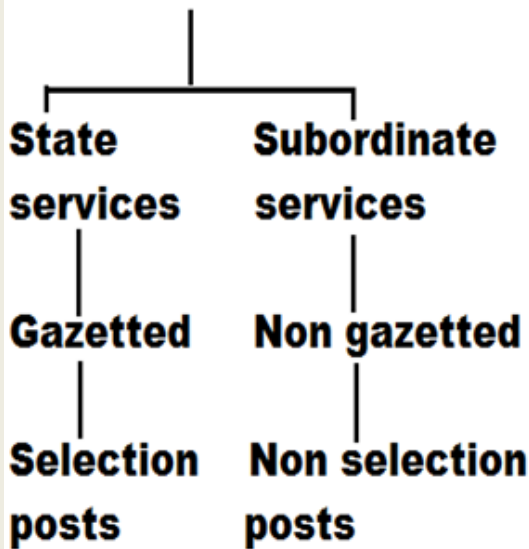 State Subordinate
services services
Gazetted Non gazetted
Selection Non selection
posts posts